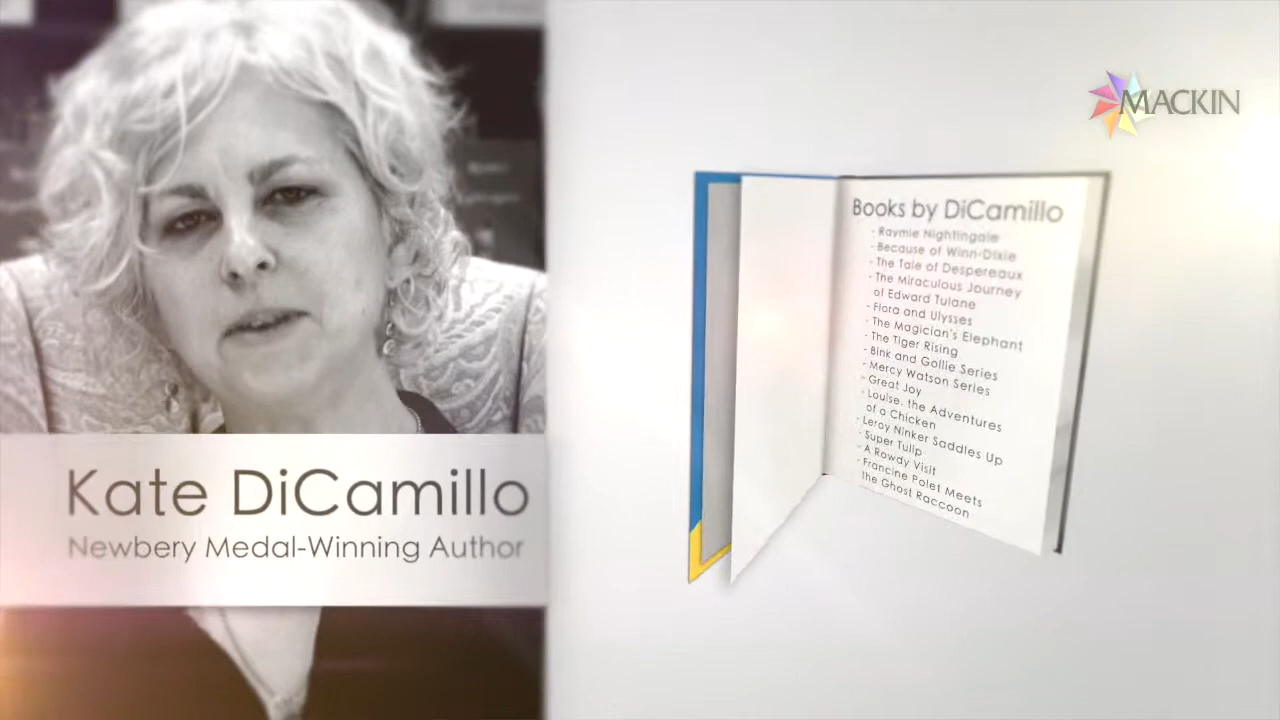 MACKIN
Kate DiCamillo
Newbery Medal-Winning Author
Books by DiCamillo
- Raymie Nightingale
- Because of Winn-Dixie
- The Tale of Despereaux
- The Miraculous Journey
of Edward Tulane
- Flora and Ulysses
- The Magician's Elephant
- The Tiger Rising
- Bink and Gollie Series
- Mercy Watson Series
- Great Joy
- Louise, the Adventures
of a Chicken
- Leroy Ninker Saddles Up
- Super Tulip
- A Rowdy Visit
- Francine Polet Meets
the Ghost Raccoon